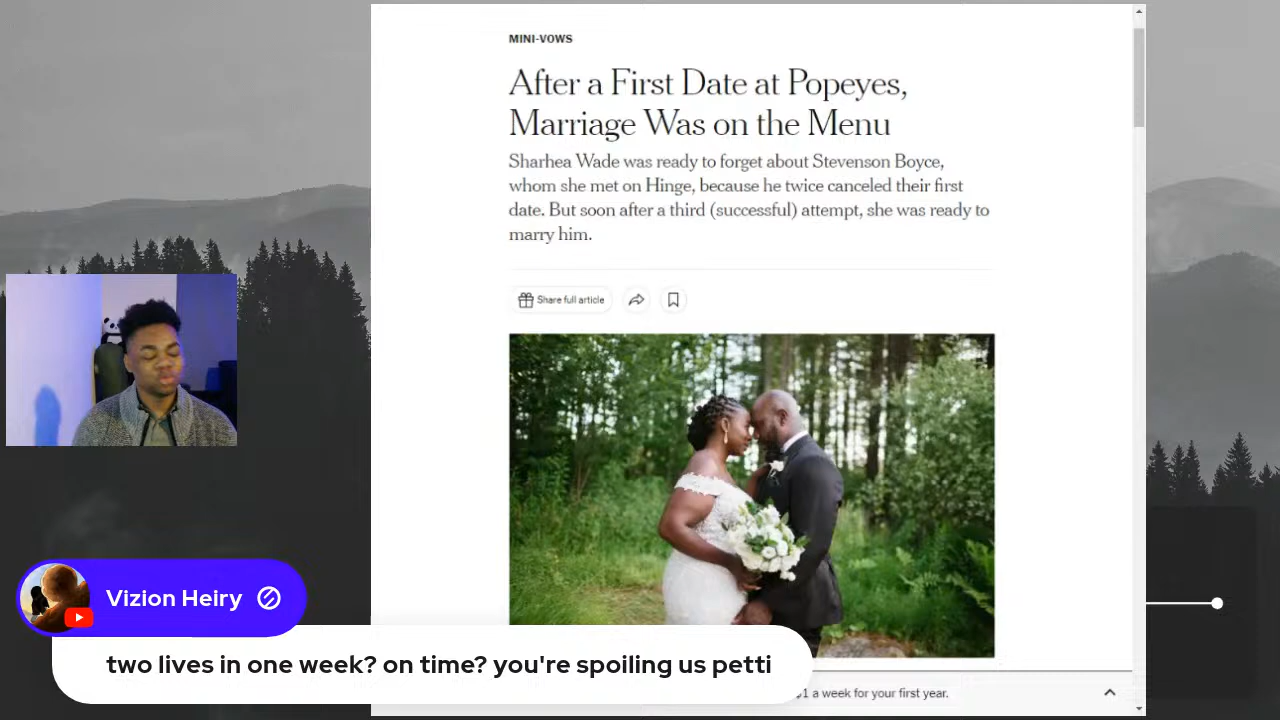 MINI-VOWS
After a First Date at Popeyes,
Marriage Was on the Menu
Sharhea Wade was ready to forget about Stevenson Boyce,
whom she met on Hinge, because he twice canceled their first
date. But soon after a third (successful) attempt, she was ready to
marry him.
Share full article
Vizion Heiry
two lives in one week? on time? you're spoiling us petti
$1 a week for your first year.